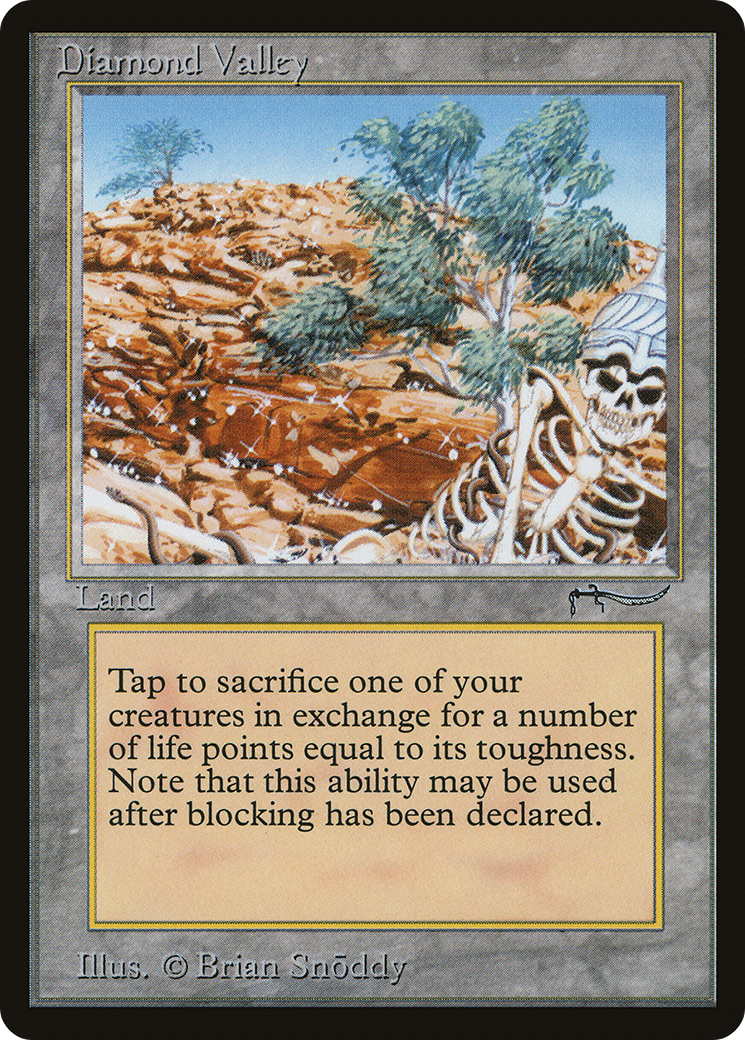 Diamond Valley
Land
Tap to sacrifice one of your
creatures in exchange for a number
of life points equal to its toughness.
Note that this ability may be used
after blocking has been declared.
Illus. © Brian Snōddy